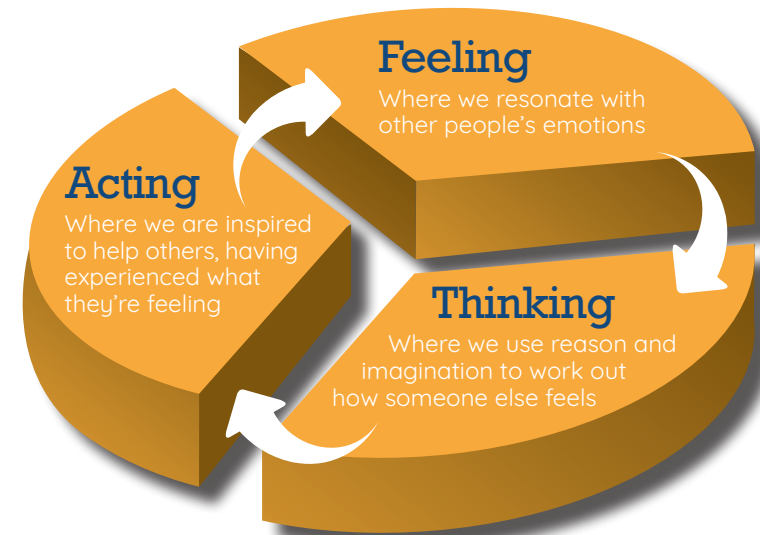 Feeling
Where we resonate with
other people's emotions
Acting
Where we are inspired
to help others, having
experienced what
they're feeling
Thinking
Where we use reason and
imagination to work out
how someone else feels